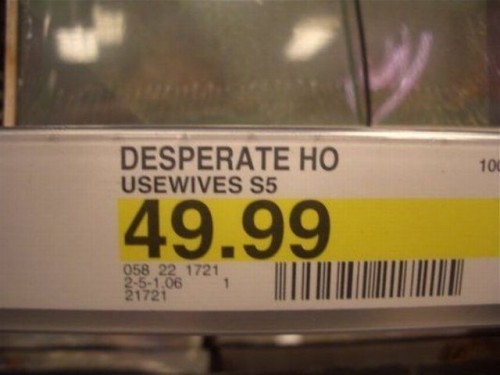 DESPERATE HO
USEWIVES S5
49.99
058 22 1721
2-5-1.06 1
21721